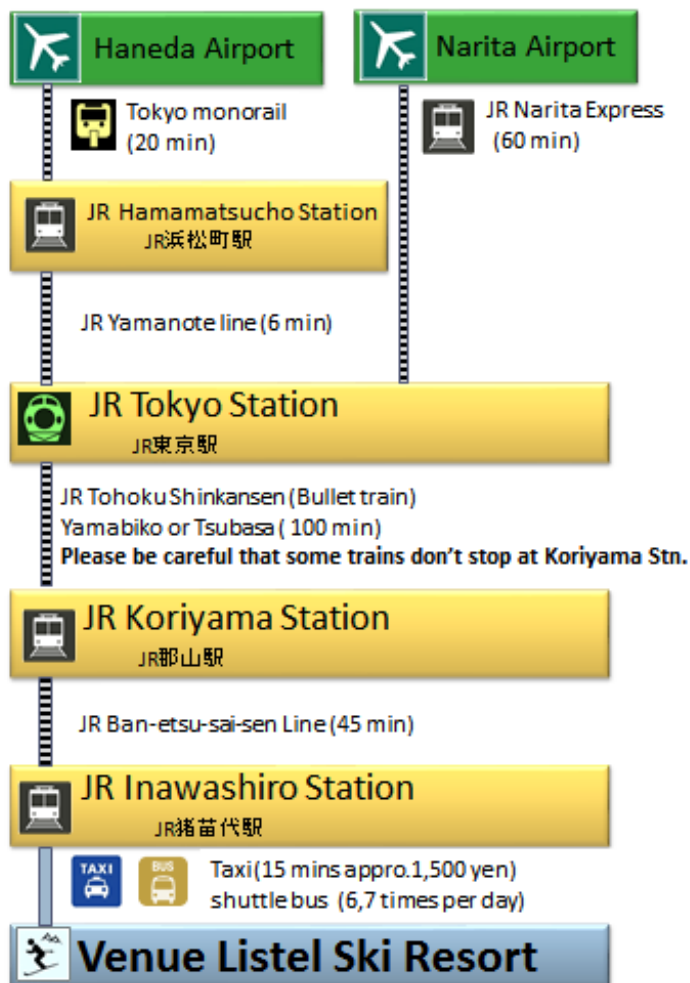 Haneda Airport
Narita Airport
Tokyo monorail
(20 min)
JR Narita Express
(60 min)
JR Hamamatsucho Station
JR浜松町駅
JR Yamanote line (6 min)
JR Tokyo Station
JR東京駅
JR Tohoku Shinkansen (Bullet train)
Yamabiko or Tsubasa ( 100 min)
Please be careful that some trains don't stop at Koriyama Stn.
JR Koriyama Station
JR郡山駅
JR Ban-etsu-sai-sen Line (45 min)
JR Inawashiro Station
JR猪苗代駅
TAXI
BUS
Taxi(15 mins appro.1,500 yen)
shuttle bus (6,7 times per day)
Venue Listel Ski Resort